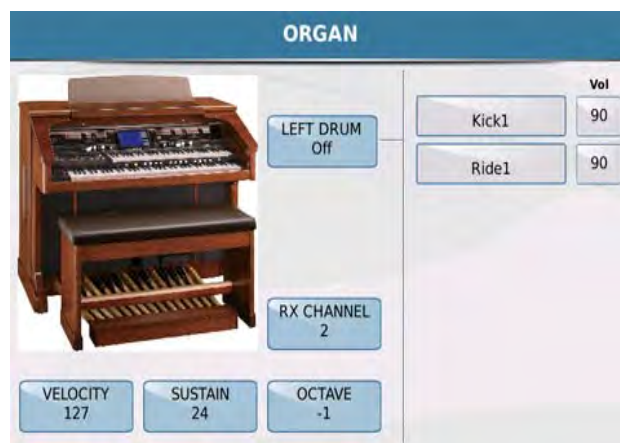 ORGAN
LEFT DRUM
Off
RX CHANNEL
2
VELOCITY
127
SUSTAIN
24
OCTAVE
-1
Vol
Kick1
90
Ride1
90